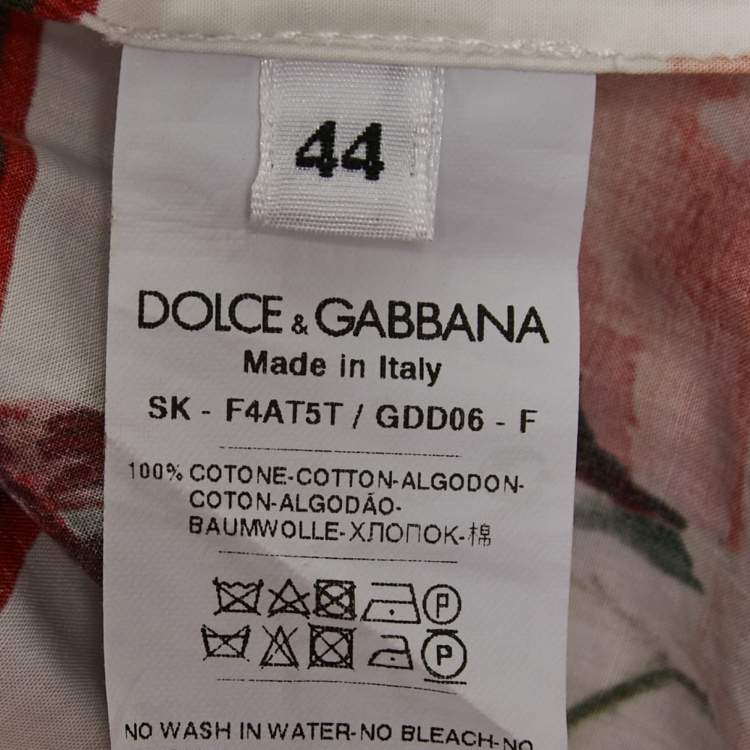 44
DOLCE & GABBANA
Made in Italy
SK - F4AT5T / GDD06 - F
100% COTONE-COTTON-ALGODON-
COTON-ALGODÃO-
BAUMWOLLE-ХЛОПОК-棉
P
P
NO WASH IN WATER-NO BLEACH-NO